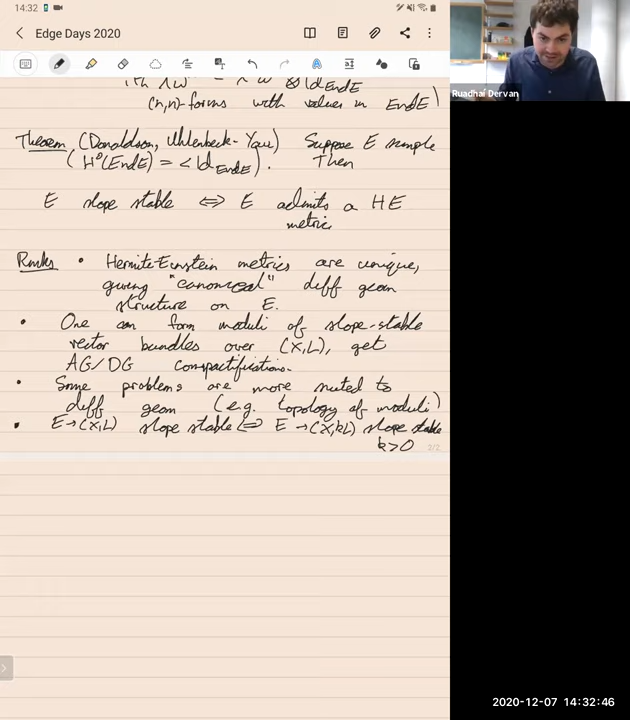 14:32
Edge Days 2020
Ruadhaí Dervan
(n,n)-forms with values in End E)
Theorem (Donaldson, Uhlenbeck-Yau) Suppose E simple
(H⁰(End E) = < Id_End E >). Then
E slope stable ⟺ E admits a HE
metric
Rmks • Hermite Einstein metrics are unique,
giving "canonical" diff geom
structure on E.
• One can form moduli of slope-stable
vector bundles over (X,L), get
AG/DG compactifications.
• Some problems are more suited to
diff geom (e.g. topology of moduli)
• E → (X,L) slope stable ⟺ E → (X,kL) slope stable
k>0
2/2
2020-12-07 14:32:46